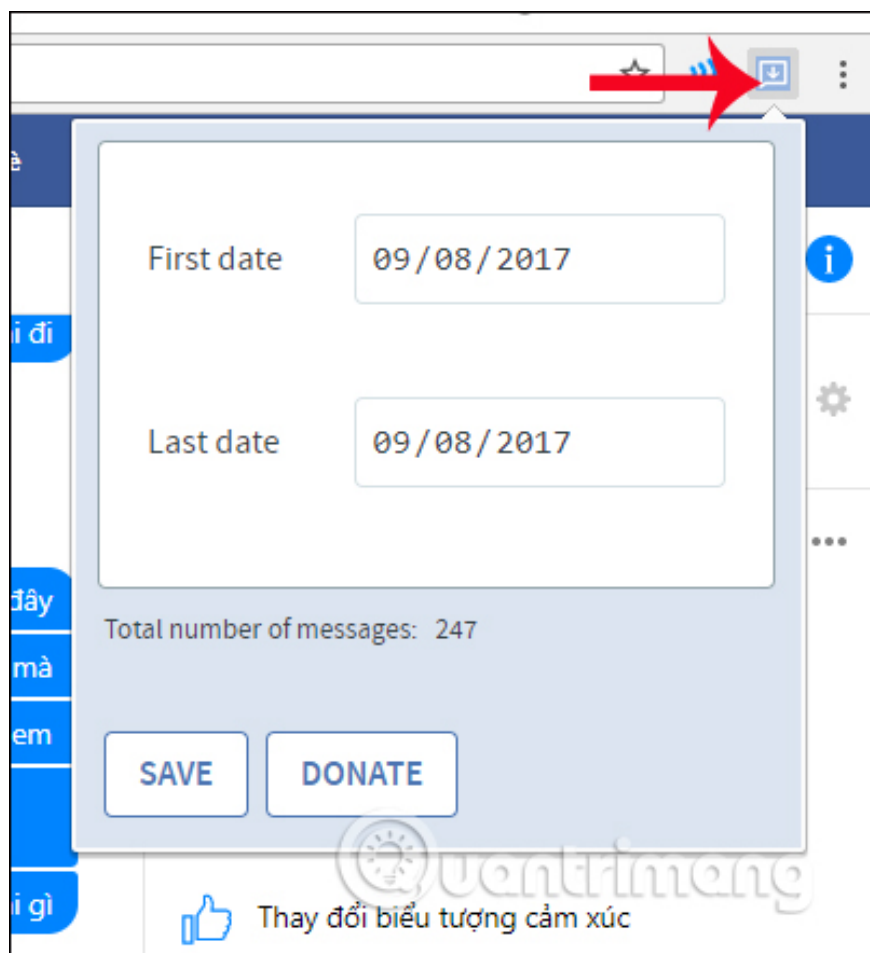 è
First date 09/08/2017
i đi
Last date 09/08/2017
đây
Total number of messages: 247
mà
em
SAVE DONATE
Quantrimang
i gì
Thay đổi biểu tượng cảm xúc